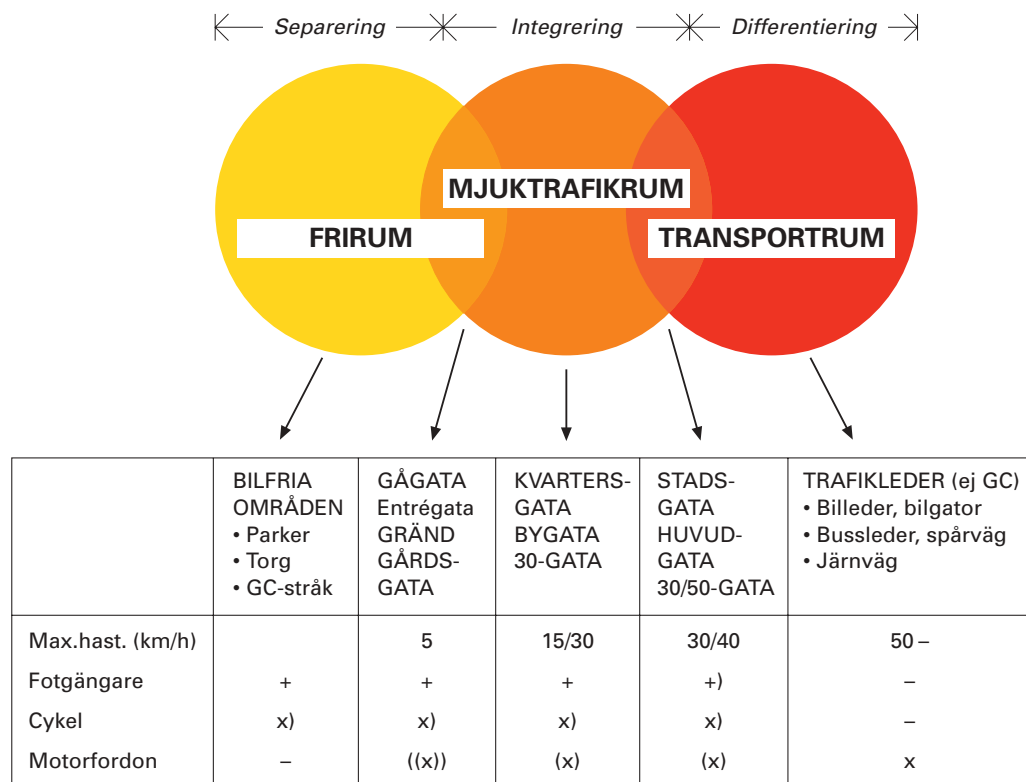 Separering Integrering Differentiering
MJUKTRAFIKRUM
FRIRUM TRANSPORTRUM
BILFRIA
OMRÅDEN
• Parker
• Torg
• GC-stråk
GÅGATA
Entrégata
GRÄND
GÅRDS-
GATA
KVARTERS-
GATA
BYGATA
30-GATA
STADS-
GATA
HUVUD-
GATA
30/50-GATA
TRAFIKLEDER (ej GC)
• Billeder, bilgator
• Bussleder, spårväg
• Järnväg
Max.hast. (km/h) 5 15/30 30/40 50 –
Fotgängare + + + +) –
Cykel x) x) x) x) –
Motorfordon – ((x)) (x) (x) x